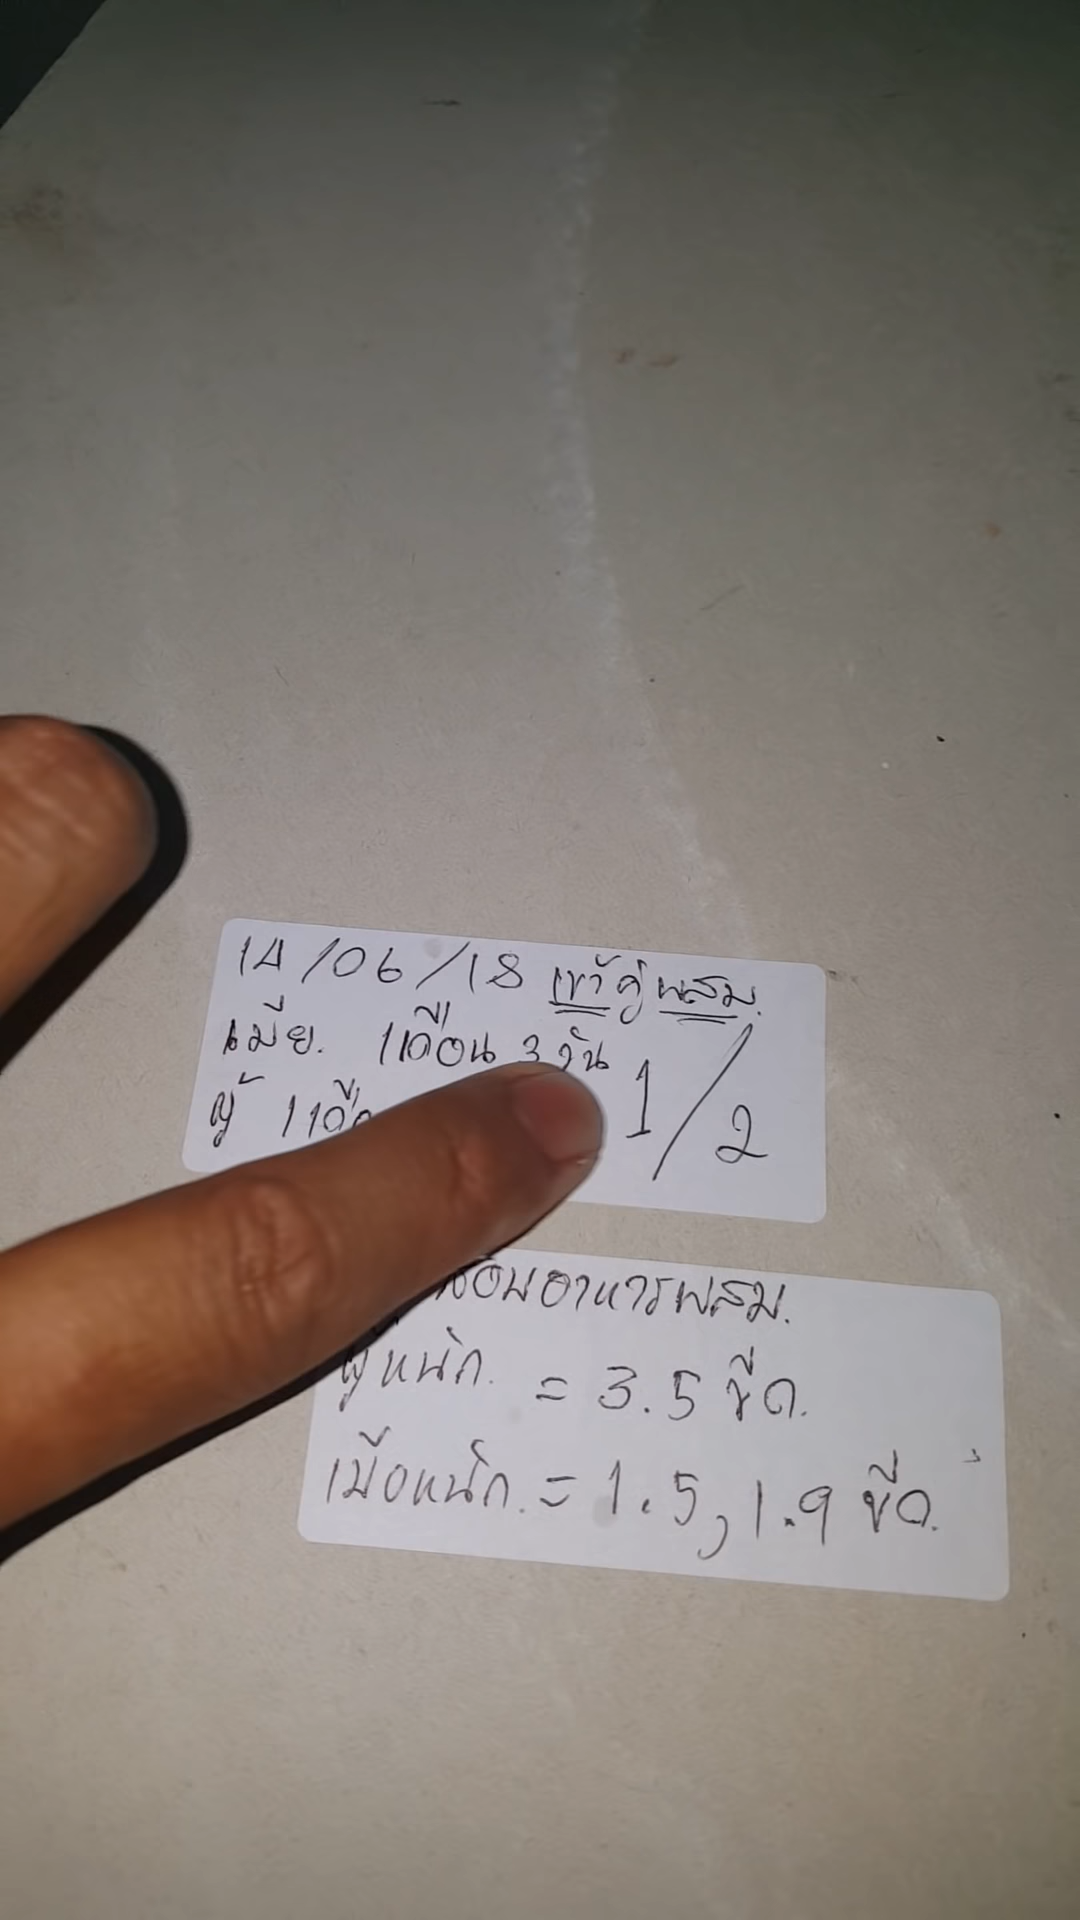 14/06/18 เข้าคู่ผสม.
เมีย. 1เดือน 3 วัน
ผู้ 1เดือ
1/2
อาหารผสม.
ผู้หนัก. = 3.5 ขีด.
เมียหนัก. = 1.5, 1.9 ขีด.